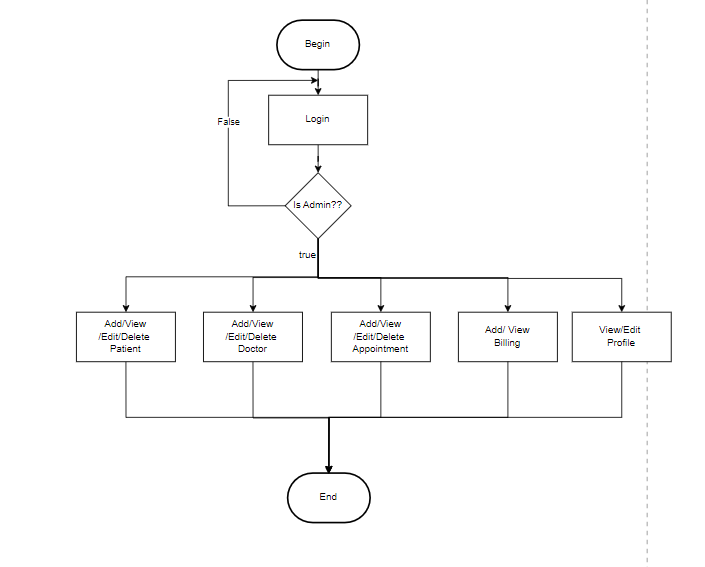 Begin
False
Login
Is Admin??
true
Add/View
/Edit/Delete
Patient
Add/View
/Edit/Delete
Doctor
Add/View
/Edit/Delete
Appointment
Add/ View
Billing
View/Edit
Profile
End